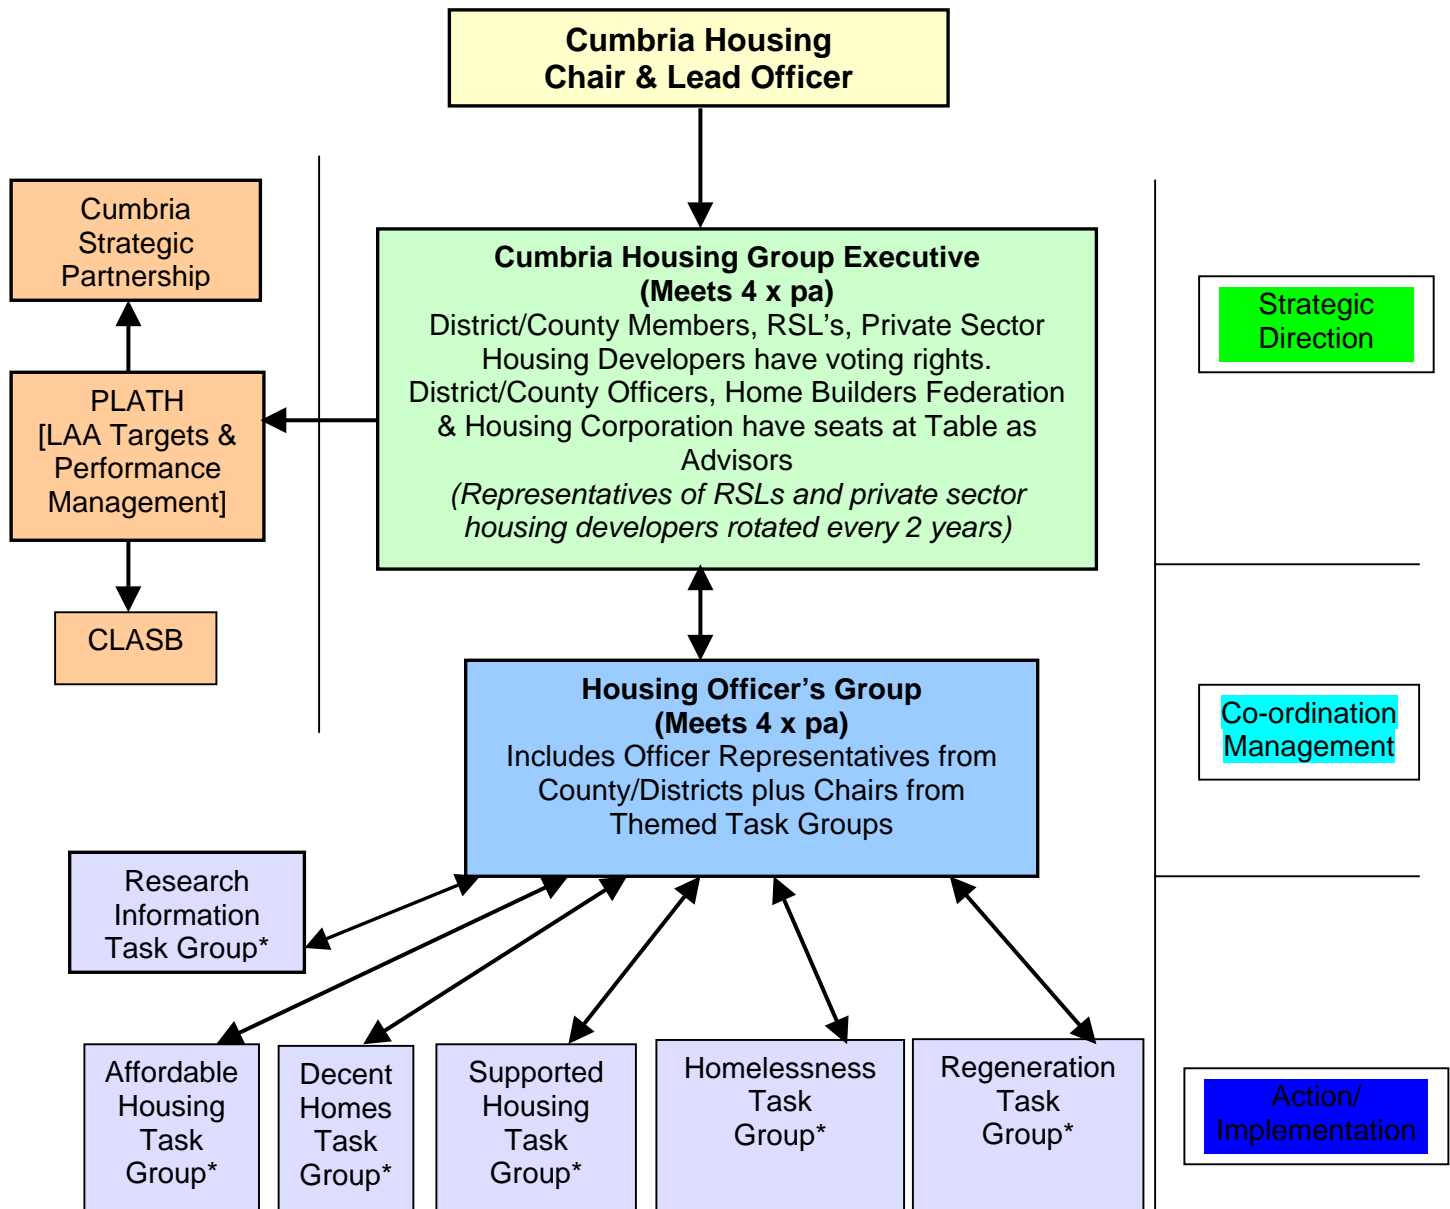 Cumbria Housing
Chair & Lead Officer
Cumbria
Strategic
Partnership
PLATH
[LAA Targets &
Performance
Management]
CLASB
Cumbria Housing Group Executive
(Meets 4 x pa)
District/County Members, RSL’s, Private Sector
Housing Developers have voting rights.
District/County Officers, Home Builders Federation
& Housing Corporation have seats at Table as
Advisors
(Representatives of RSLs and private sector
housing developers rotated every 2 years)
Strategic
Direction
Housing Officer’s Group
(Meets 4 x pa)
Includes Officer Representatives from
County/Districts plus Chairs from
Themed Task Groups
Co-ordination
Management
Research
Information
Task Group*
Affordable
Housing
Task
Group*
Decent
Homes
Task
Group*
Supported
Housing
Task
Group*
Homelessness
Task
Group*
Regeneration
Task
Group*
Action/
Implementation